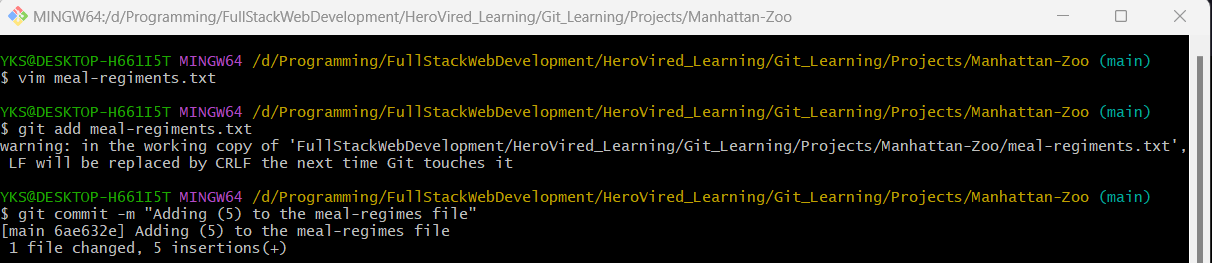 MINGW64:/d/Programming/FullStackWebDevelopment/HeroVired_Learning/Git_Learning/Projects/Manhattan-Zoo
YKS@DESKTOP-H661I5T MINGW64 /d/Programming/FullStackWebDevelopment/HeroVired_Learning/Git_Learning/Projects/Manhattan-Zoo (main)
$ vim meal-regiments.txt
YKS@DESKTOP-H661I5T MINGW64 /d/Programming/FullStackWebDevelopment/HeroVired_Learning/Git_Learning/Projects/Manhattan-Zoo (main)
$ git add meal-regiments.txt
warning: in the working copy of 'FullStackWebDevelopment/HeroVired_Learning/Git_Learning/Projects/Manhattan-Zoo/meal-regiments.txt',
 LF will be replaced by CRLF the next time Git touches it
YKS@DESKTOP-H661I5T MINGW64 /d/Programming/FullStackWebDevelopment/HeroVired_Learning/Git_Learning/Projects/Manhattan-Zoo (main)
$ git commit -m "Adding (5) to the meal-regimes file"
[main 6ae632e] Adding (5) to the meal-regimes file
 1 file changed, 5 insertions(+)